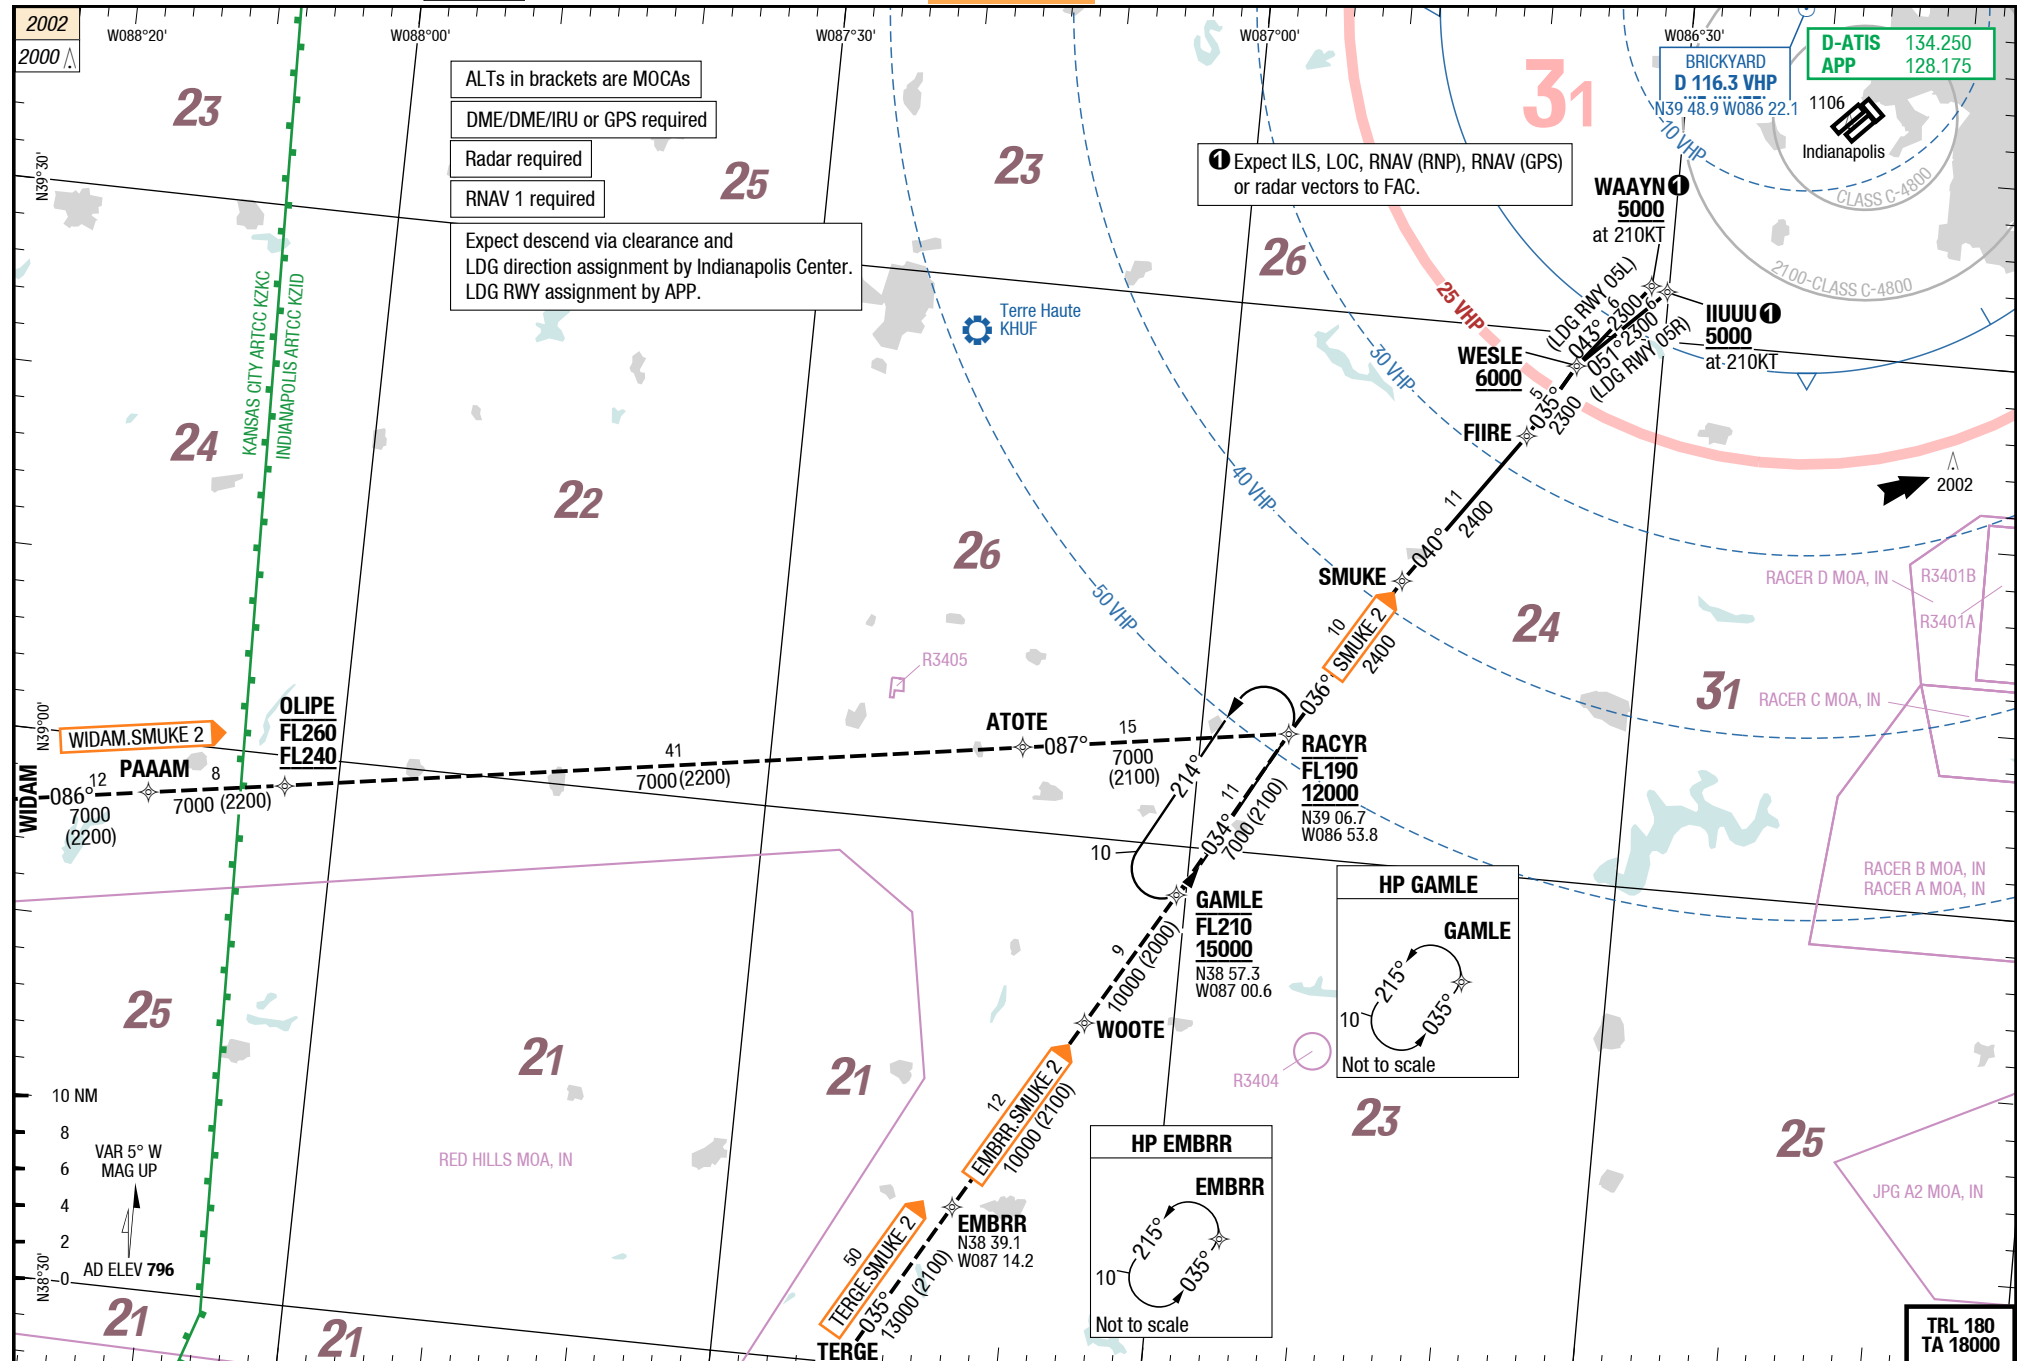 2002
2000
W088°20'
W088°00'
W087°30'
W087°00'
W086°30'
D-ATIS 134.250
APP 128.175
BRICKYARD
D 116.3 VHP
N39 48.9 W086 22.1
1106
Indianapolis
10 VHP
CLASS C-4800
2100-CLASS C-4800
ALTs in brackets are MOCAs
DME/DME/IRU or GPS required
Radar required
RNAV 1 required
Expect descend via clearance and
LDG direction assignment by Indianapolis Center.
LDG RWY assignment by APP.
1 Expect ILS, LOC, RNAV (RNP), RNAV (GPS)
or radar vectors to FAC.
23
25
23
31
26
24
22
26
24
31
25
21
21
23
25
21
21
N39°30'
N39°00'
N38°30'
KANSAS CITY ARTCC KZKC
INDIANAPOLIS ARTCC KZID
Terre Haute
KHUF
25 VHP
30 VHP
40 VHP
50 VHP
WAAYN 1
5000
at 210KT
IIUUU 1
5000
at 210KT
(LDG RWY 05L)
043° 6
2300
051° 6
2300
(LDG RWY 05R)
WESLE
6000
5
035°
2300
FIIRE
11
040°
2400
SMUKE
10
SMUKE 2
2400
036°
2002
RACER D MOA, IN
R3401B
R3401A
RACER C MOA, IN
RACER B MOA, IN
RACER A MOA, IN
R3405
WIDAM.SMUKE 2
OLIPE
FL260
FL240
WIDAM
086°
12
7000
(2200)
PAAAM
8
7000 (2200)
41
7000 (2200)
ATOTE
087°
15
7000
(2100)
RACYR
FL190
12000
N39 06.7
W086 53.8
214°
10
11
034°
7000 (2100)
GAMLE
FL210
15000
N38 57.3
W087 00.6
9
10000 (2000)
WOOTE
12
EMBRR.SMUKE 2
10000 (2100)
EMBRR
N38 39.1
W087 14.2
50
TERGE.SMUKE 2
035°
13000 (2100)
TERGE
HP GAMLE
GAMLE
215°
035°
10
Not to scale
HP EMBRR
EMBRR
215°
035°
10
Not to scale
R3404
RED HILLS MOA, IN
JPG A2 MOA, IN
10 NM
8
6
4
2
0
VAR 5° W
MAG UP
AD ELEV 796
TRL 180
TA 18000